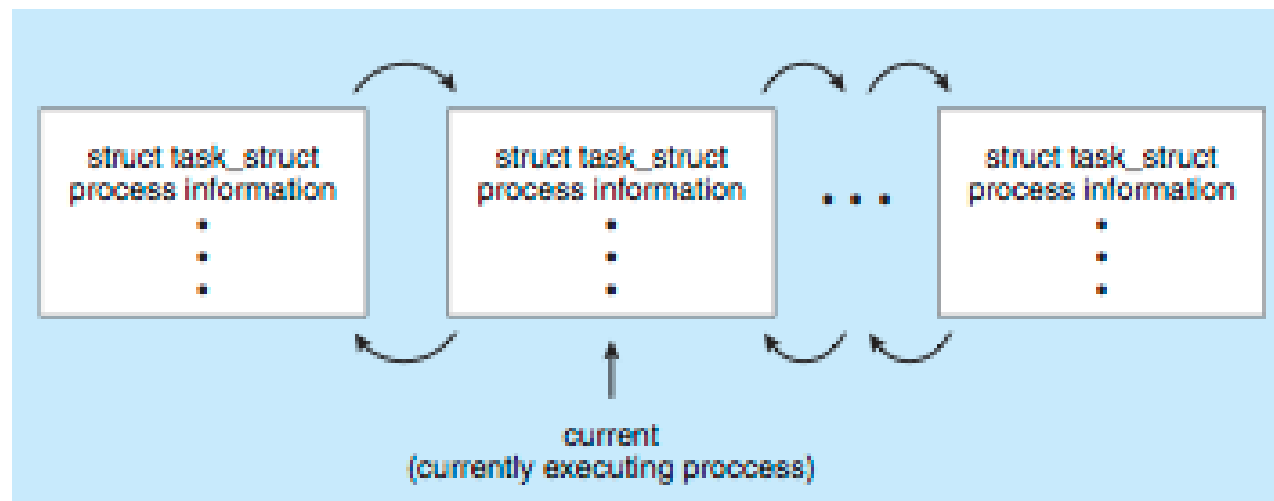 struct task_struct
process information
•
•
•
struct task_struct
process information
•
•
•
• • •
struct task_struct
process information
•
•
•
current
(currently executing proccess)